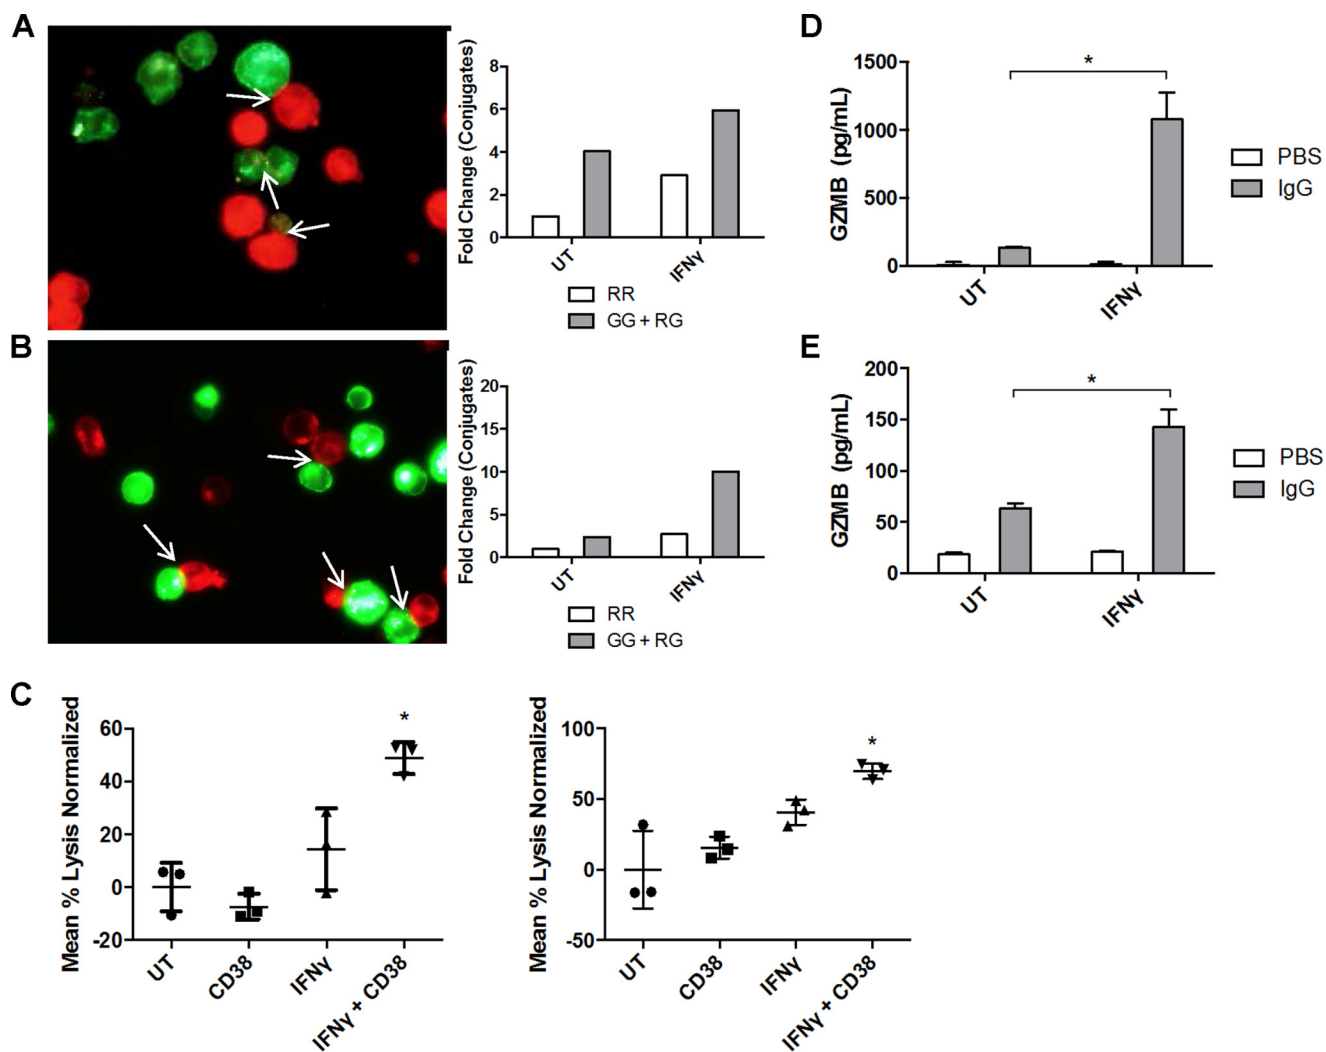 A
Fold Change (Conjugates)
8
6
4
2
0
UT
IFNγ
RR
GG + RG
B
Fold Change (Conjugates)
20
15
10
5
0
UT
IFNγ
RR
GG + RG
C
Mean % Lysis Normalized
60
40
20
0
-20
*
UT
CD38
IFNγ
IFNγ + CD38
Mean % Lysis Normalized
100
50
0
-50
*
UT
CD38
IFNγ
IFNγ + CD38
D
GZMB (pg/mL)
1500
1000
500
0
*
UT
IFNγ
PBS
IgG
E
GZMB (pg/mL)
200
150
100
50
0
*
UT
IFNγ
PBS
IgG